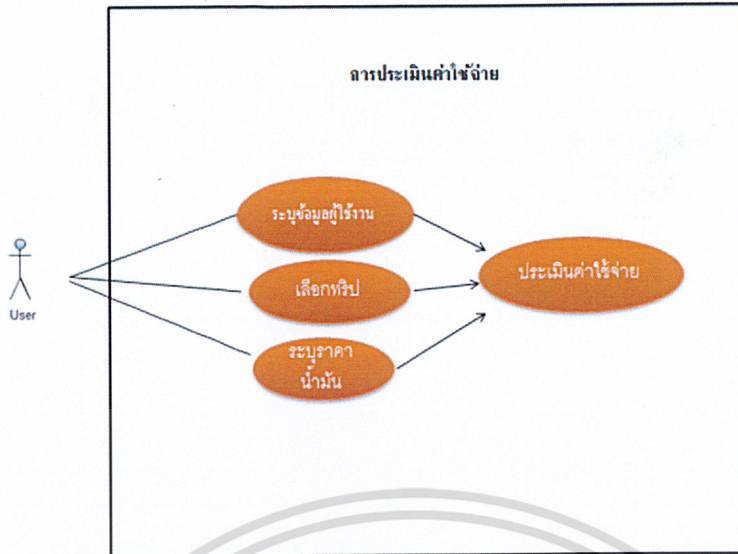 การประเมินค่าใช้จ่าย
ระบุข้อมูลผู้ใช้งาน
เลือกทริป
ประเมินค่าใช้จ่าย
User
ระบุราคา
น้ำมัน